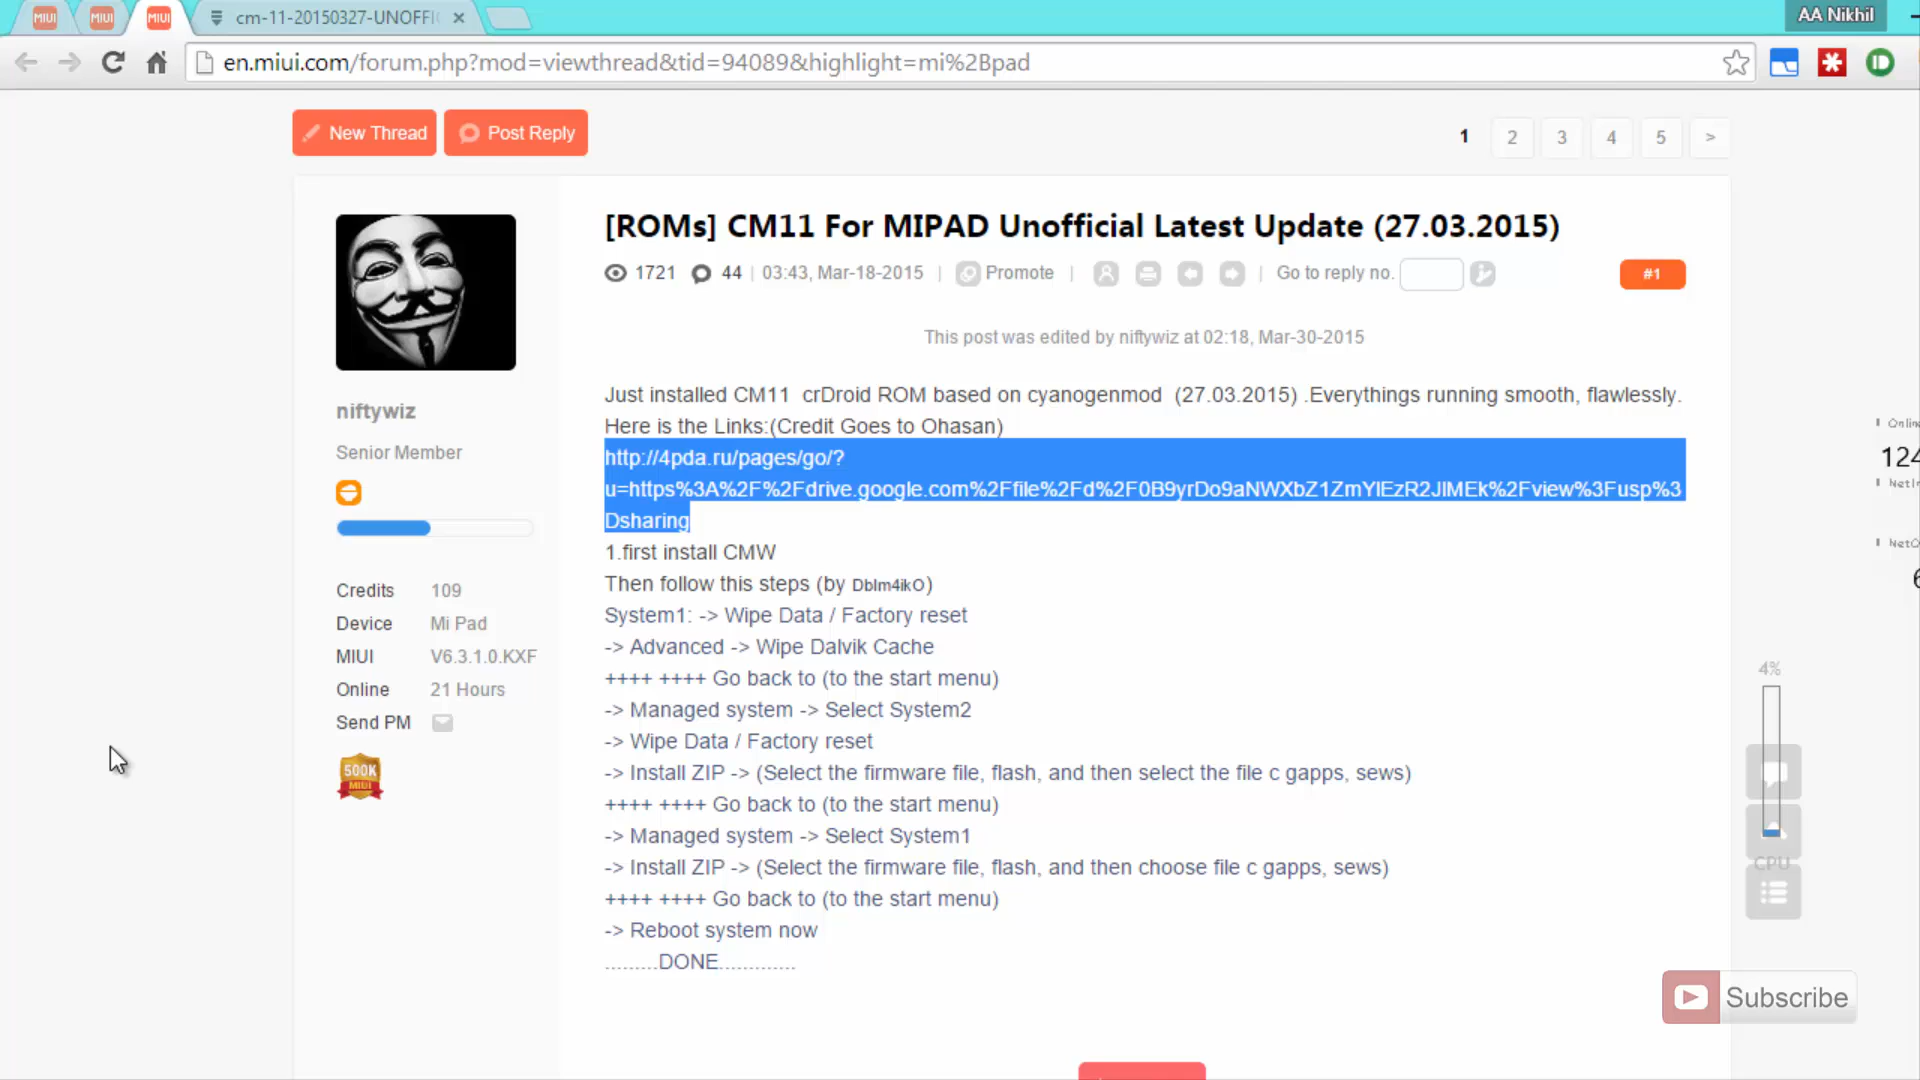 MIUI MIUI MIUI cm-11-20150327-UNOFFI ×
AA Nikhil
en.miui.com/forum.php?mod=viewthread&tid=94089&highlight=mi%2Bpad
New Thread Post Reply
1 2 3 4 5 >
[ROMs] CM11 For MIPAD Unofficial Latest Update (27.03.2015)
1721 44 | 03:43, Mar-18-2015 | Promote | | Go to reply no. #1
This post was edited by niftywiz at 02:18, Mar-30-2015
niftywiz
Senior Member
Credits 109
Device Mi Pad
MIUI V6.3.1.0.KXF
Online 21 Hours
Send PM
500K
MIUI
Just installed CM11  crDroid ROM based on cyanogenmod  (27.03.2015) .Everythings running smooth, flawlessly.
Here is the Links:(Credit Goes to Ohasan)
http://4pda.ru/pages/go/?
u=https%3A%2F%2Fdrive.google.com%2Ffile%2Fd%2F0B9yrDo9aNWXbZ1ZmYlEzR2JlMEk%2Fview%3Fusp%3
Dsharing
1.first install CMW
Then follow this steps (by Dblm4ikO)
System1: -> Wipe Data / Factory reset
-> Advanced -> Wipe Dalvik Cache
++++ ++++ Go back to (to the start menu)
-> Managed system -> Select System2
-> Wipe Data / Factory reset
-> Install ZIP -> (Select the firmware file, flash, and then select the file c gapps, sews)
++++ ++++ Go back to (to the start menu)
-> Managed system -> Select System1
-> Install ZIP -> (Select the firmware file, flash, and then choose file c gapps, sews)
++++ ++++ Go back to (to the start menu)
-> Reboot system now
.........DONE.............
Onlin
124
NetIn
NetO
4%
CPU
Subscribe